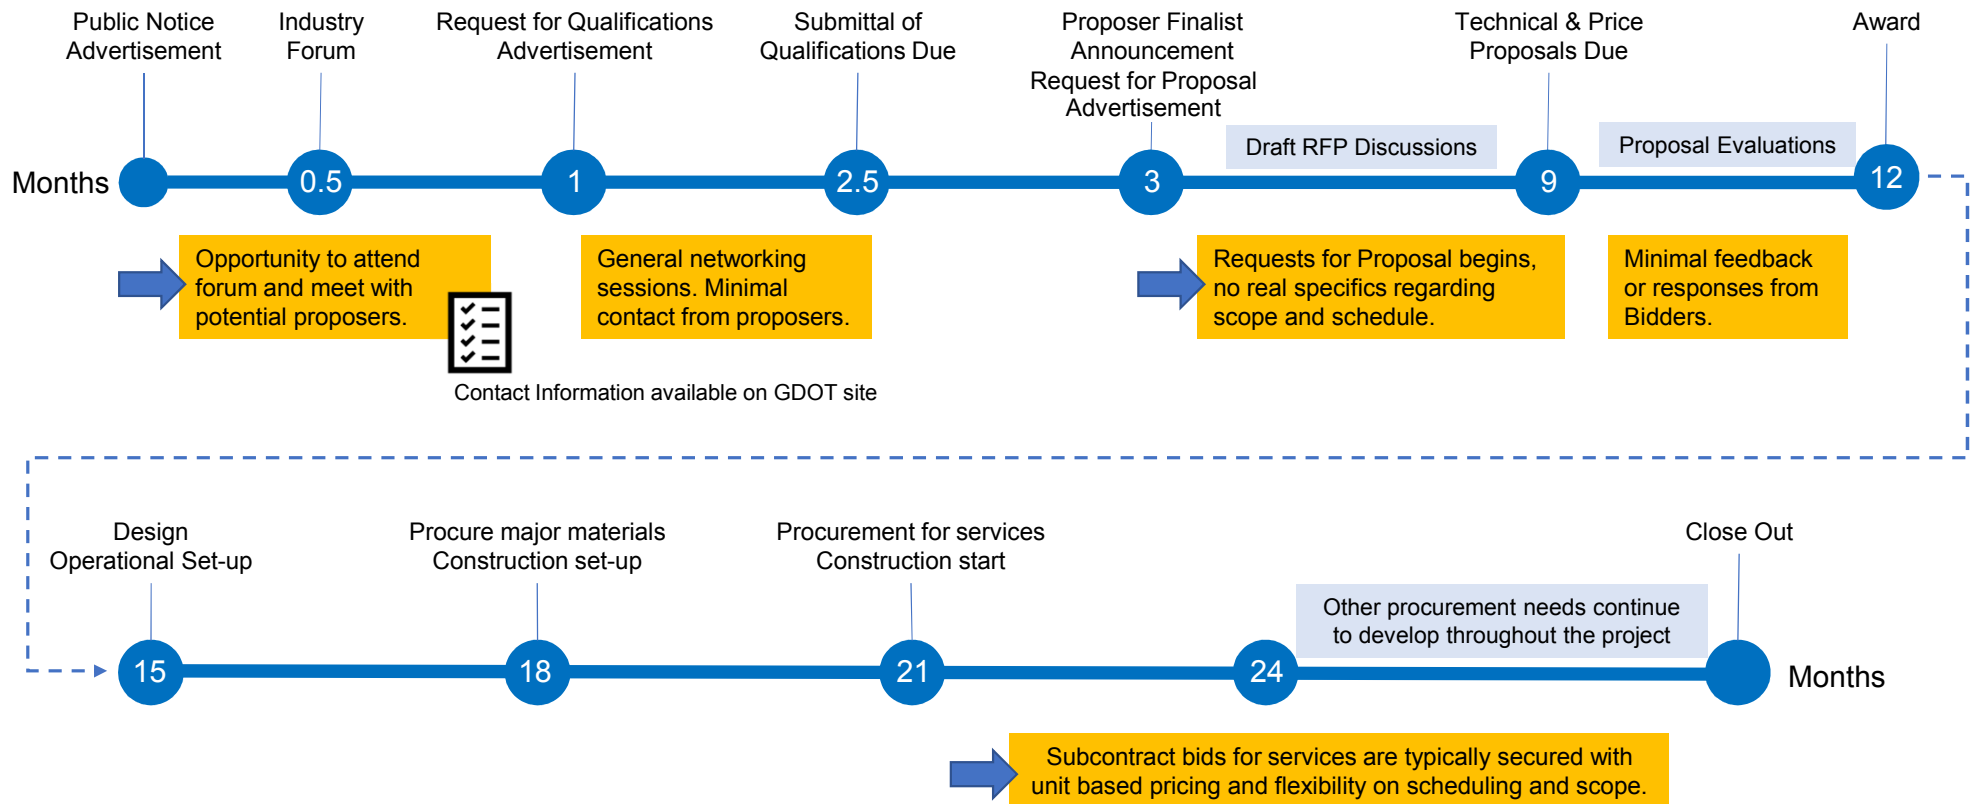 Public Notice
Advertisement
Industry
Forum
Request for Qualifications
Advertisement
Submittal of
Qualifications Due
Proposer Finalist
Announcement
Request for Proposal
Advertisement
Technical & Price
Proposals Due
Award
Draft RFP Discussions
Proposal Evaluations
Months
0.5
1
2.5
3
9
12
Opportunity to attend
forum and meet with
potential proposers.
General networking
sessions. Minimal
contact from proposers.
Requests for Proposal begins,
no real specifics regarding
scope and schedule.
Minimal feedback
or responses from
Bidders.
Contact Information available on GDOT site
Design
Operational Set-up
Procure major materials
Construction set-up
Procurement for services
Construction start
Close Out
Other procurement needs continue
to develop throughout the project
15
18
21
24
Months
Subcontract bids for services are typically secured with
unit based pricing and flexibility on scheduling and scope.